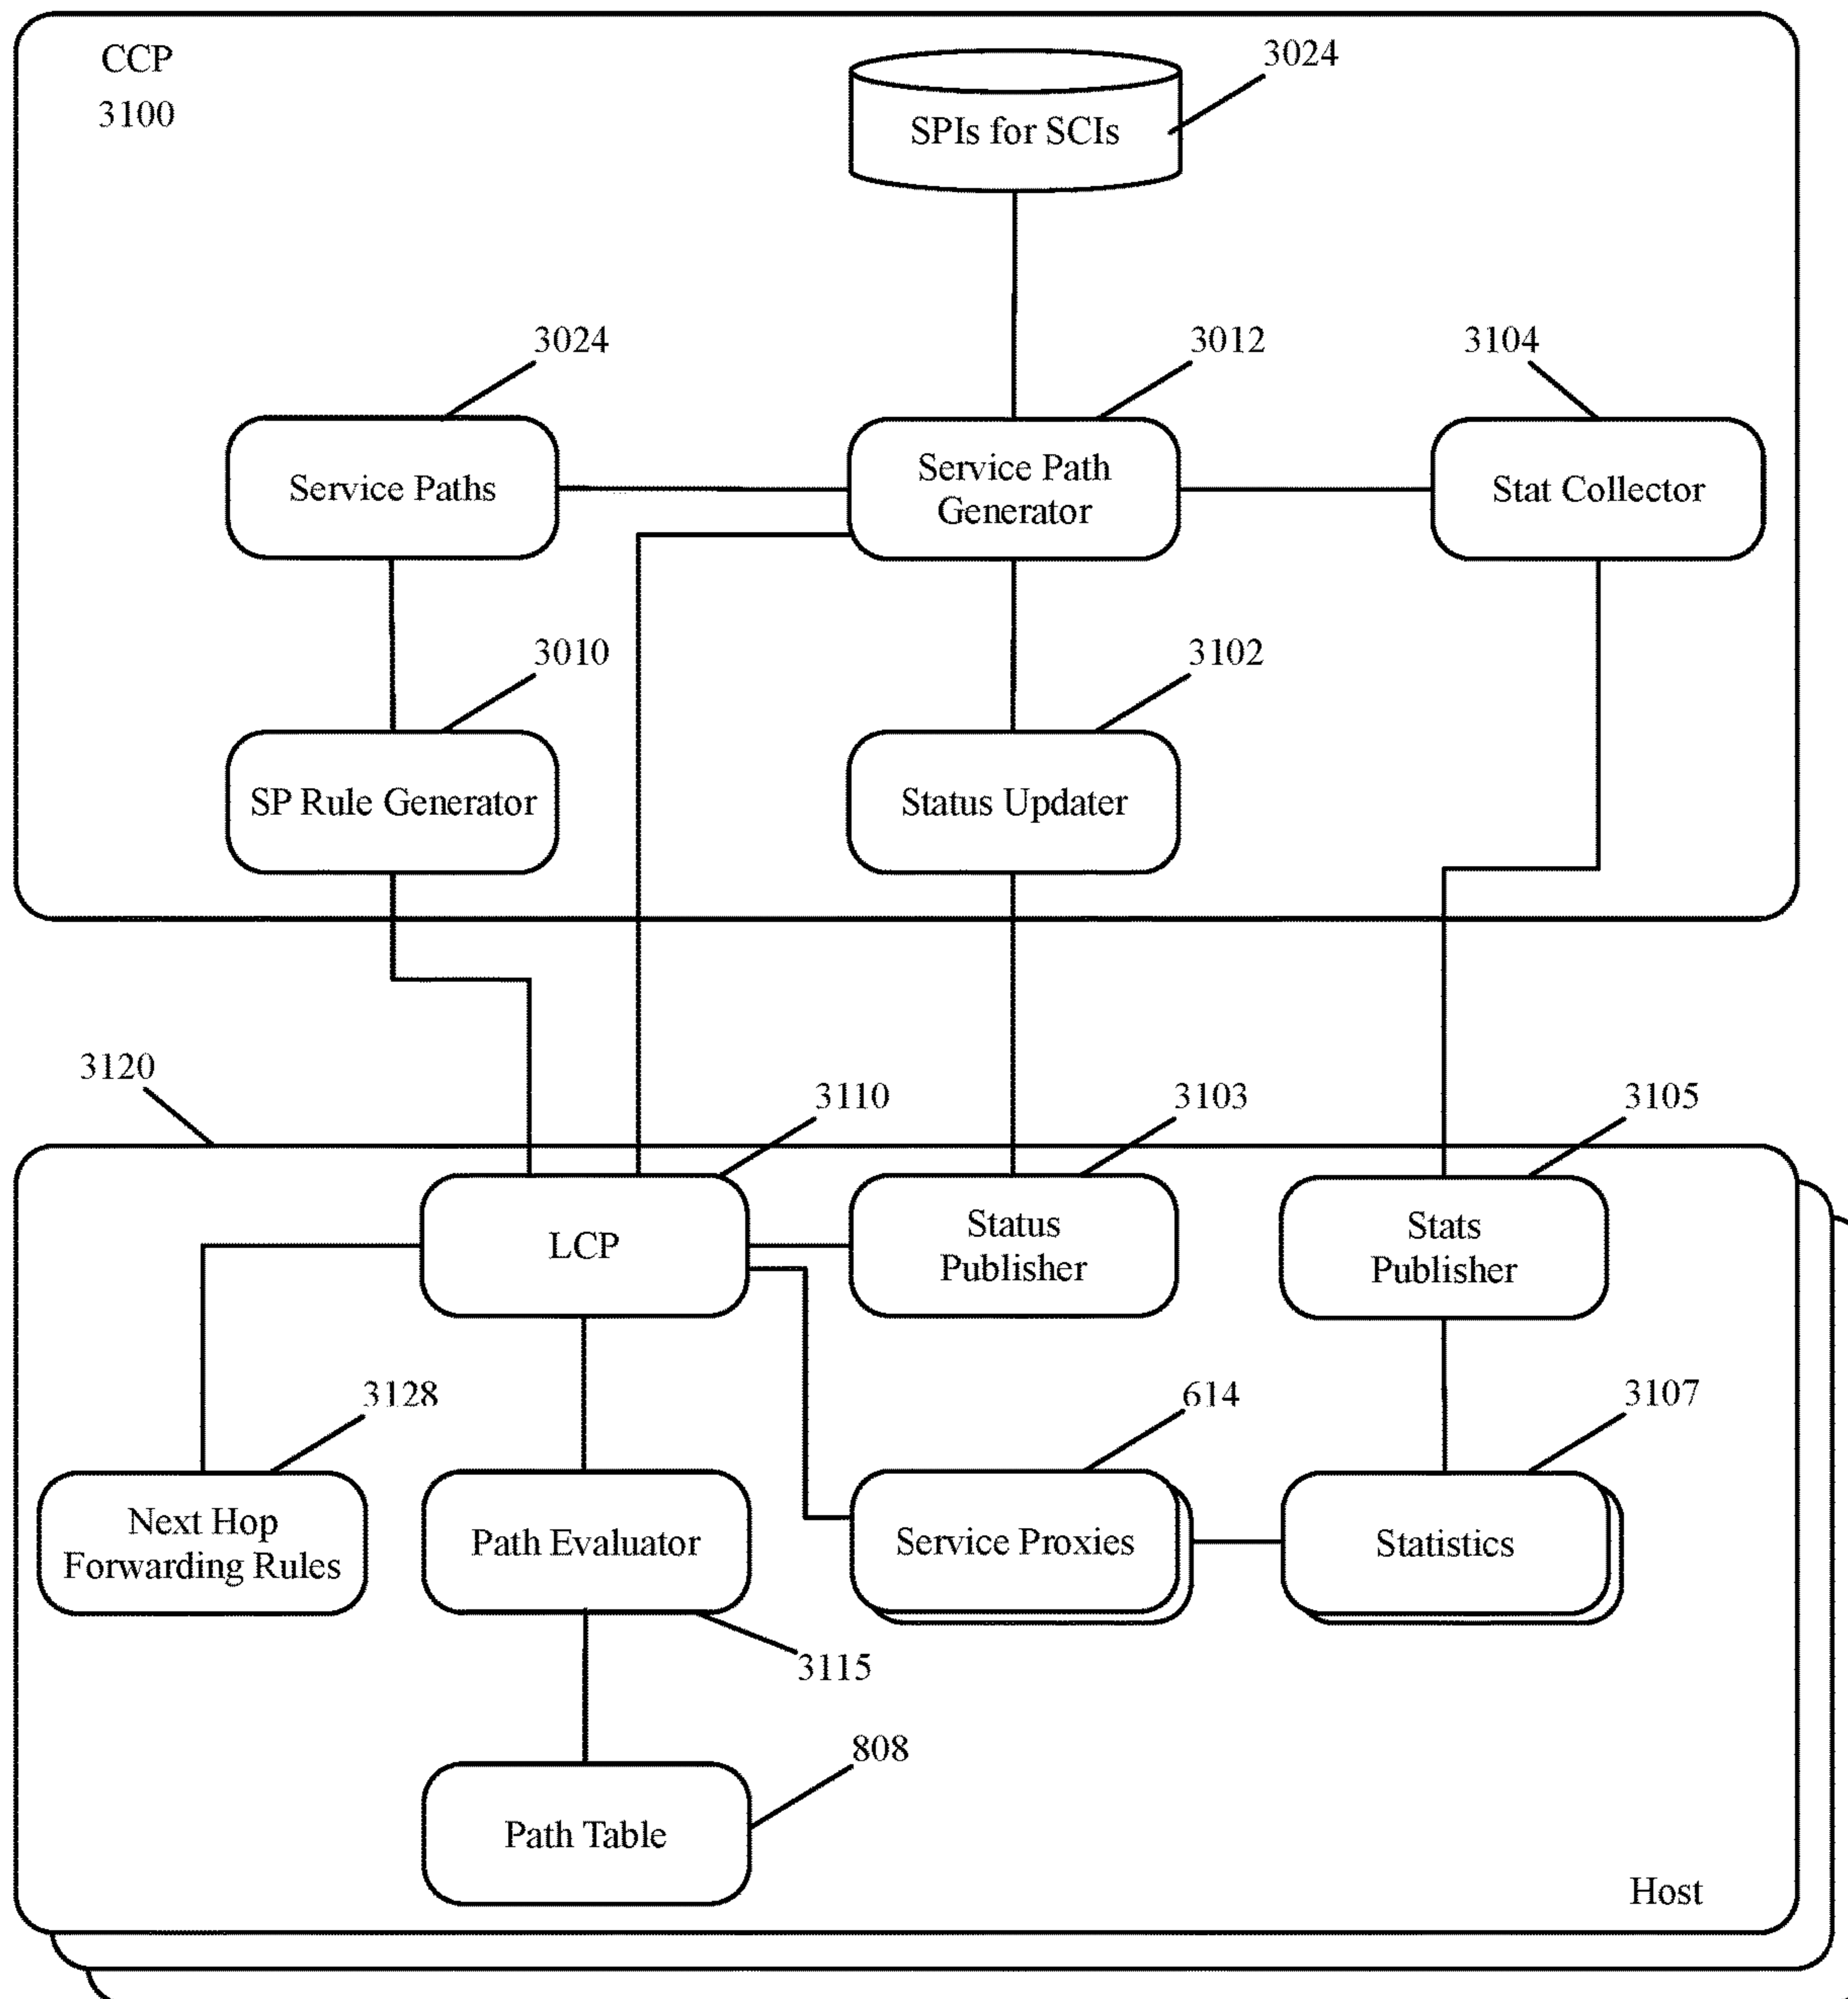 CCP
3100
3024
SPIs for SCIs
3024
3012
3104
Service Paths
Service Path
Generator
Stat Collector
3010
3102
SP Rule Generator
Status Updater
3120
3110
3103
3105
LCP
Status
Publisher
Stats
Publisher
3128
614
3107
Next Hop
Forwarding Rules
Path Evaluator
Service Proxies
Statistics
3115
808
Path Table
Host